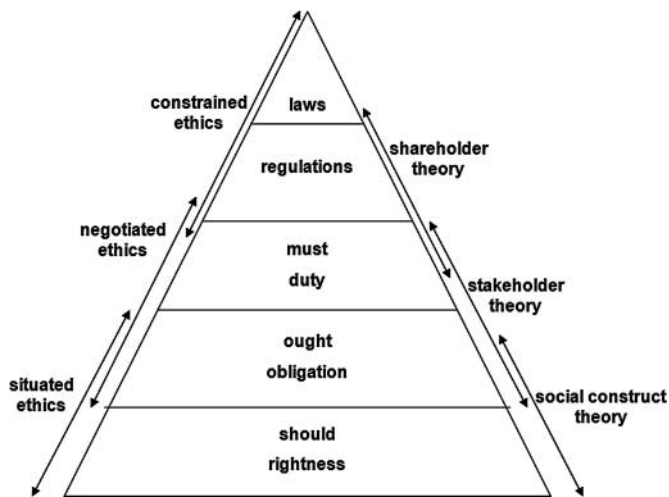 constrained
ethics
laws
shareholder
theory
regulations
negotiated
ethics
must
duty
stakeholder
theory
ought
obligation
situated
ethics
social construct
theory
should
rightness